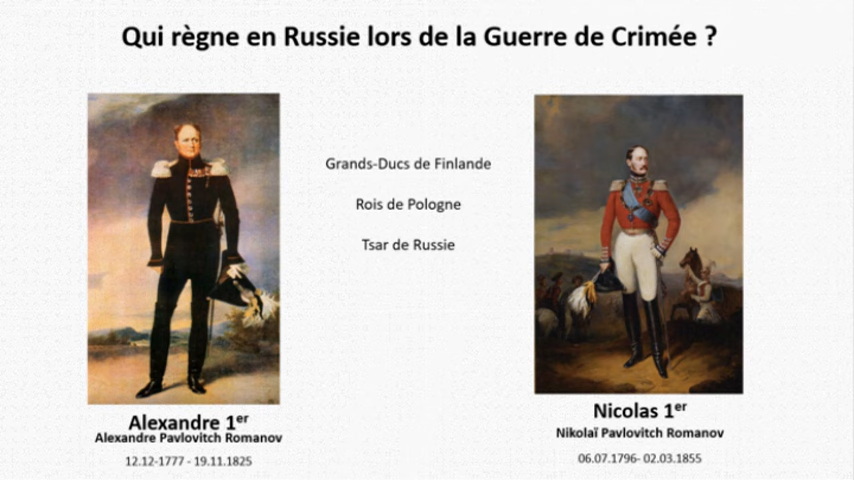 Qui règne en Russie lors de la Guerre de Crimée ?
Grands-Ducs de Finlande
Rois de Pologne
Tsar de Russie
Alexandre 1er
Alexandre Pavlovitch Romanov
12.12-1777 - 19.11.1825
Nicolas 1er
Nikolaï Pavlovitch Romanov
06.07.1796- 02.03.1855